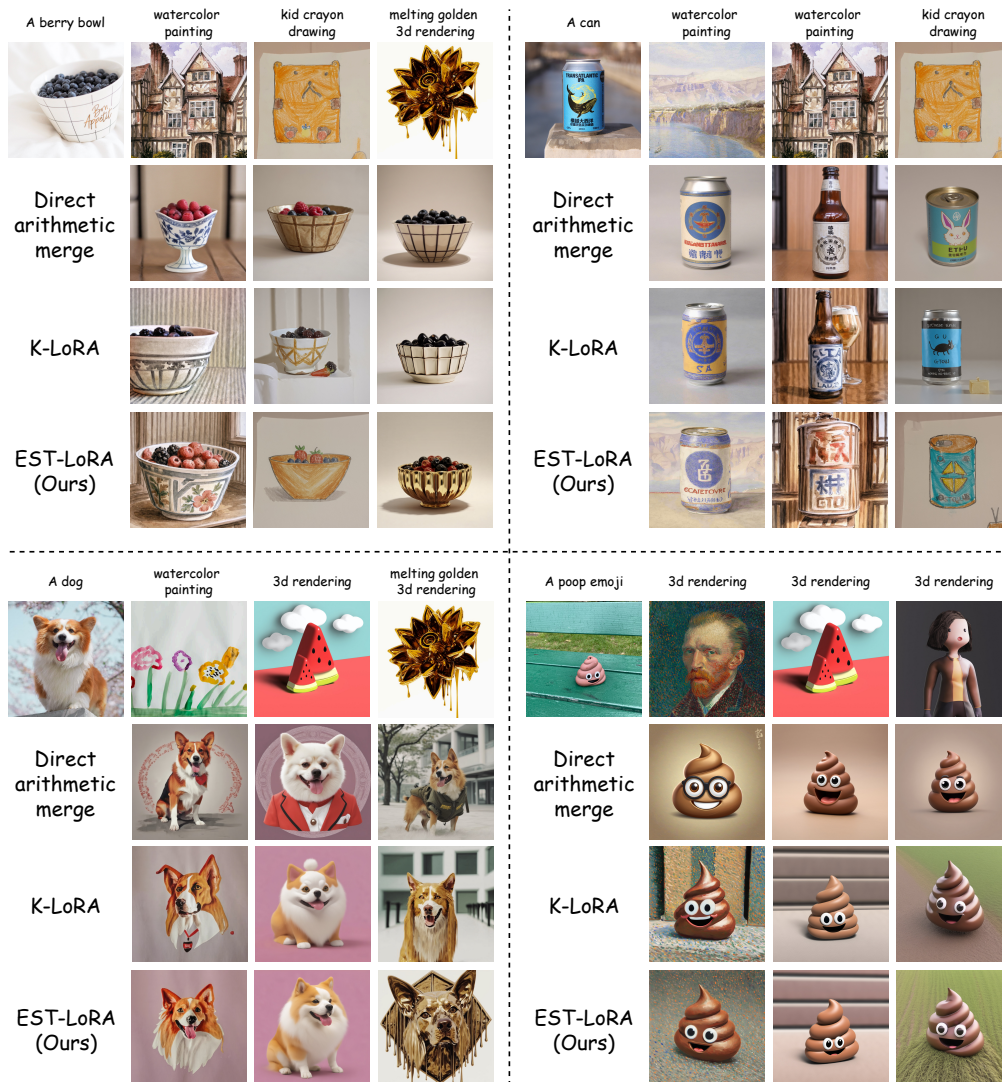 A berry bowl
watercolor
painting
kid crayon
drawing
melting golden
3d rendering
Bon
Appetit
Direct
arithmetic
merge
K-LoRA
EST-LoRA
(Ours)
A can
watercolor
painting
watercolor
painting
kid crayon
drawing
TRANSATLANTIC
IPA
Direct
arithmetic
merge
K-LoRA
EST-LoRA
(Ours)
A dog
watercolor
painting
3d rendering
melting golden
3d rendering
Direct
arithmetic
merge
K-LoRA
EST-LoRA
(Ours)
A poop emoji
3d rendering
3d rendering
3d rendering
Direct
arithmetic
merge
K-LoRA
EST-LoRA
(Ours)